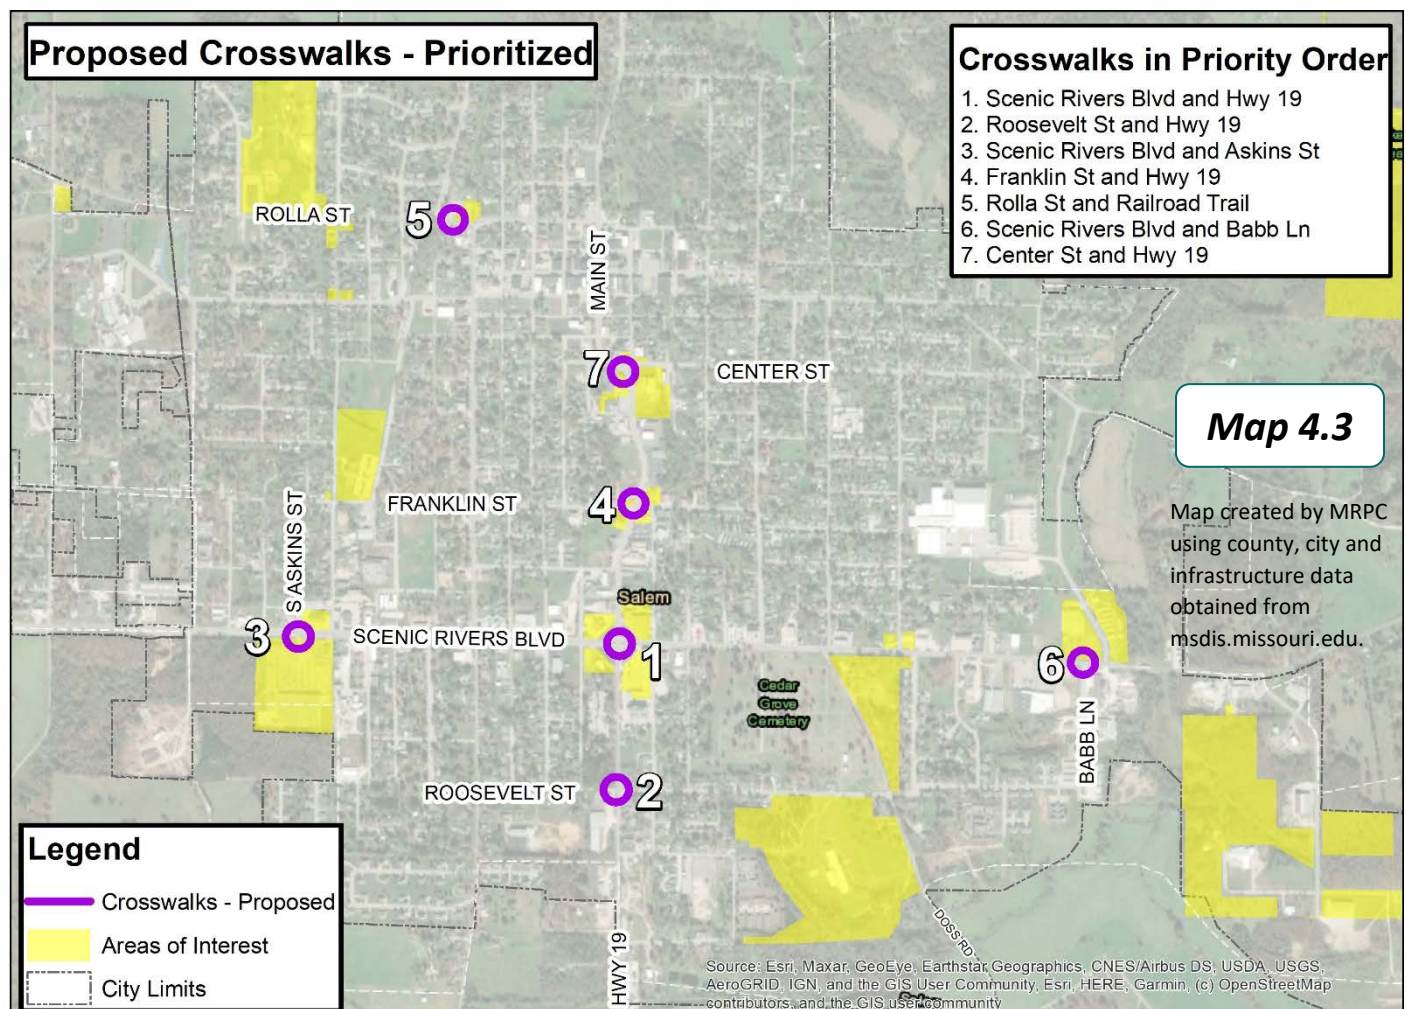 Proposed Crosswalks - Prioritized
Crosswalks in Priority Order
1. Scenic Rivers Blvd and Hwy 19
2. Roosevelt St and Hwy 19
3. Scenic Rivers Blvd and Askins St
4. Franklin St and Hwy 19
5. Rolla St and Railroad Trail
6. Scenic Rivers Blvd and Babb Ln
7. Center St and Hwy 19
ROLLA ST
5
MAIN ST
7
CENTER ST
Map 4.3
S ASKINS ST
FRANKLIN ST
4
Map created by MRPC
using county, city and
infrastructure data
obtained from
msdis.missouri.edu.
Salem
3
SCENIC RIVERS BLVD
1
6
Cedar
Grove
Cemetery
BABB LN
ROOSEVELT ST
2
Legend
Crosswalks - Proposed
Areas of Interest
City Limits
HWY 19
DOSS RD
Source: Esri, Maxar, GeoEye, Earthstar Geographics, CNES/Airbus DS, USDA, USGS,
AeroGRID, IGN, and the GIS User Community, Esri, HERE, Garmin, (c) OpenStreetMap
contributors, and the GIS user community